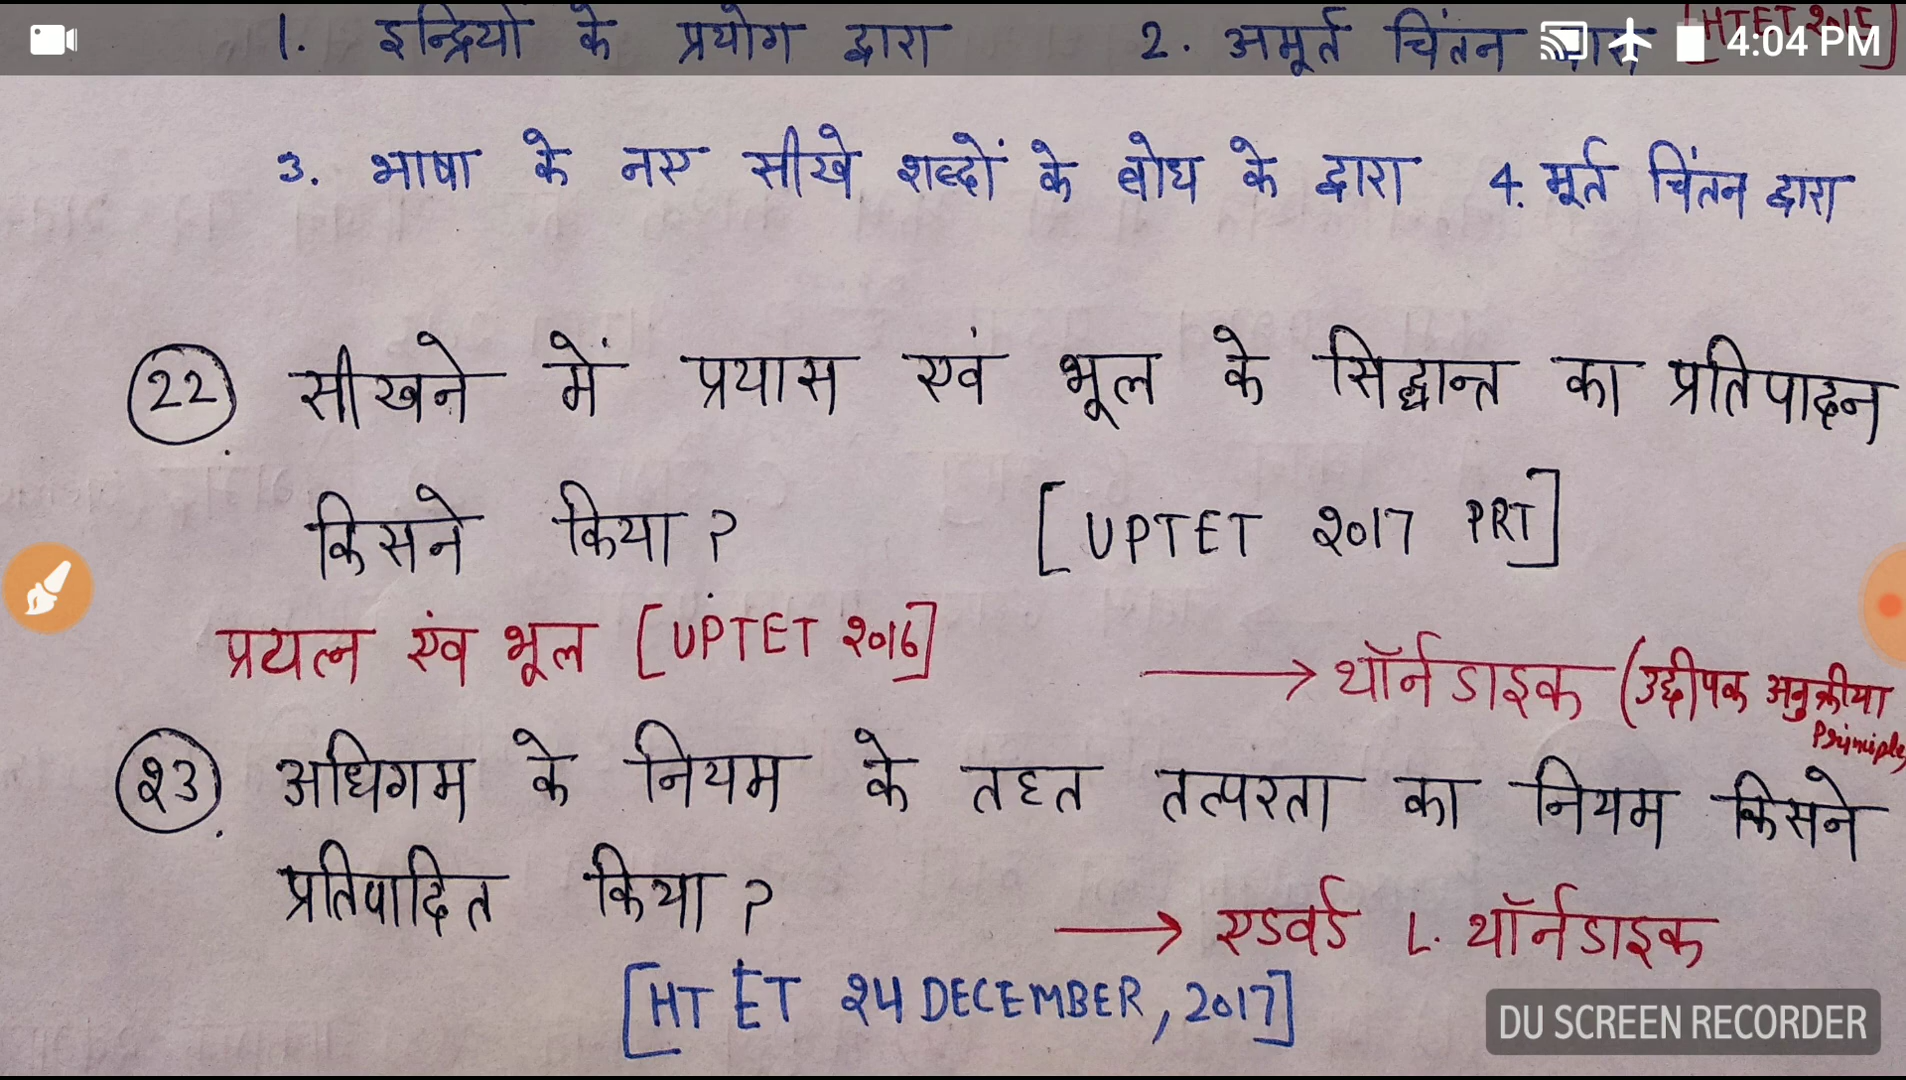 1. इन्द्रियों के प्रयोग द्वारा 2. अमूर्त चिंतन द्वारा [HTET 2015]
4:04 PM
3. भाषा के नए सीखे शब्दों के बोध के द्वारा 4. मूर्त चिंतन द्वारा
22. सीखने में प्रयास एवं भूल के सिद्धान्त का प्रतिपादन
किसने किया? [UPTET 2017 PRT]
प्रयत्न एंव भूल [UPTET 2016]
→ थॉर्नडाइक (उद्दीपक अनुक्रीया
Principle)
23. अधिगम के नियम के तहत तत्परता का नियम किसने
प्रतिपादित किया?
→ एडवर्ड L. थॉर्नडाइक
[HTET 24 DECEMBER, 2017]
DU SCREEN RECORDER